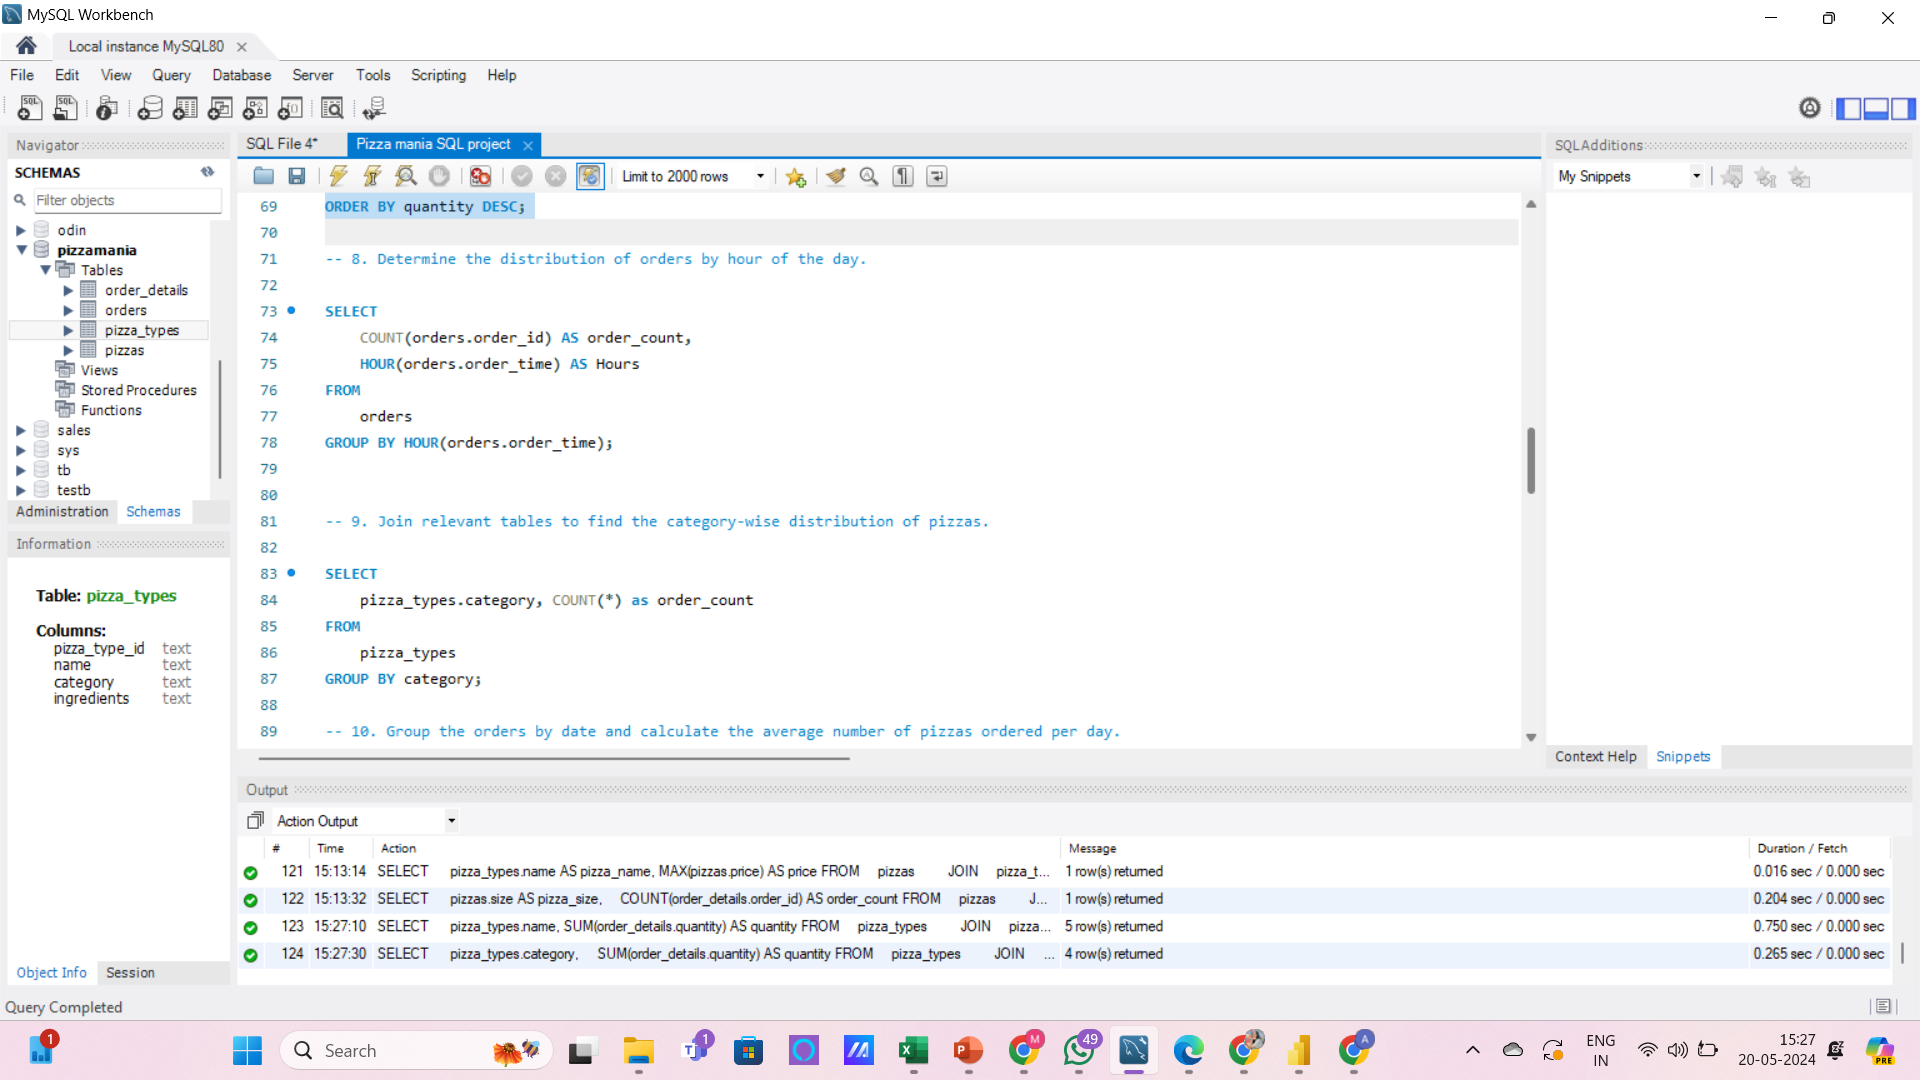 MySQL Workbench
Local instance MySQL80
File Edit View Query Database Server Tools Scripting Help
Navigator
SCHEMAS
Filter objects
odin
pizzamania
Tables
order_details
orders
pizza_types
pizzas
Views
Stored Procedures
Functions
sales
sys
tb
testb
Administration Schemas
Information
Table: pizza_types
Columns:
pizza_type_id text
name text
category text
ingredients text
Object Info Session
SQL File 4* Pizza mania SQL project
Limit to 2000 rows
69 ORDER BY quantity DESC;
70
71 -- 8. Determine the distribution of orders by hour of the day.
72
73 SELECT
74 COUNT(orders.order_id) AS order_count,
75 HOUR(orders.order_time) AS Hours
76 FROM
77 orders
78 GROUP BY HOUR(orders.order_time);
79
80
81 -- 9. Join relevant tables to find the category-wise distribution of pizzas.
82
83 SELECT
84 pizza_types.category, COUNT(*) as order_count
85 FROM
86 pizza_types
87 GROUP BY category;
88
89 -- 10. Group the orders by date and calculate the average number of pizzas ordered per day.
SQLAdditions
My Snippets
Context Help Snippets
Output
Action Output
# Time Action Message Duration / Fetch
121 15:13:14 SELECT pizza_types.name AS pizza_name, MAX(pizzas.price) AS price FROM pizzas JOIN pizza_t... 1 row(s) returned 0.016 sec / 0.000 sec
122 15:13:32 SELECT pizzas.size AS pizza_size, COUNT(order_details.order_id) AS order_count FROM pizzas J... 1 row(s) returned 0.204 sec / 0.000 sec
123 15:27:10 SELECT pizza_types.name, SUM(order_details.quantity) AS quantity FROM pizza_types JOIN pizza... 5 row(s) returned 0.750 sec / 0.000 sec
124 15:27:30 SELECT pizza_types.category, SUM(order_details.quantity) AS quantity FROM pizza_types JOIN ... 4 row(s) returned 0.265 sec / 0.000 sec
Query Completed
1
Search
1
M
49
A
ENG
IN
15:27
20-05-2024
PRE